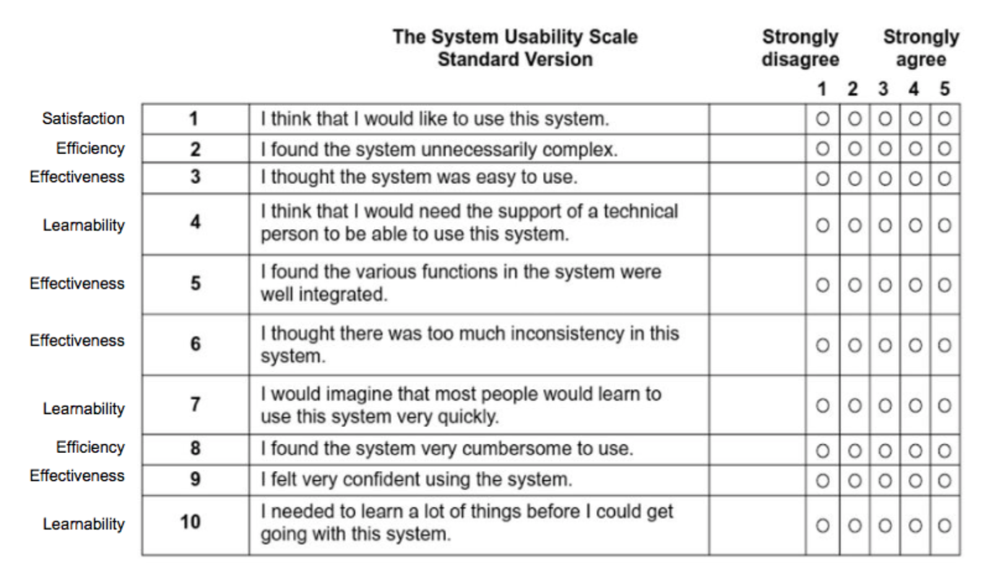 The System Usability Scale
Standard Version
Strongly
disagree
Strongly
agree
1 2 3 4 5
Satisfaction 1 I think that I would like to use this system.
Efficiency 2 I found the system unnecessarily complex.
Effectiveness 3 I thought the system was easy to use.
Learnability 4 I think that I would need the support of a technical
person to be able to use this system.
Effectiveness 5 I found the various functions in the system were
well integrated.
Effectiveness 6 I thought there was too much inconsistency in this
system.
Learnability 7 I would imagine that most people would learn to
use this system very quickly.
Efficiency 8 I found the system very cumbersome to use.
Effectiveness 9 I felt very confident using the system.
Learnability 10 I needed to learn a lot of things before I could get
going with this system.